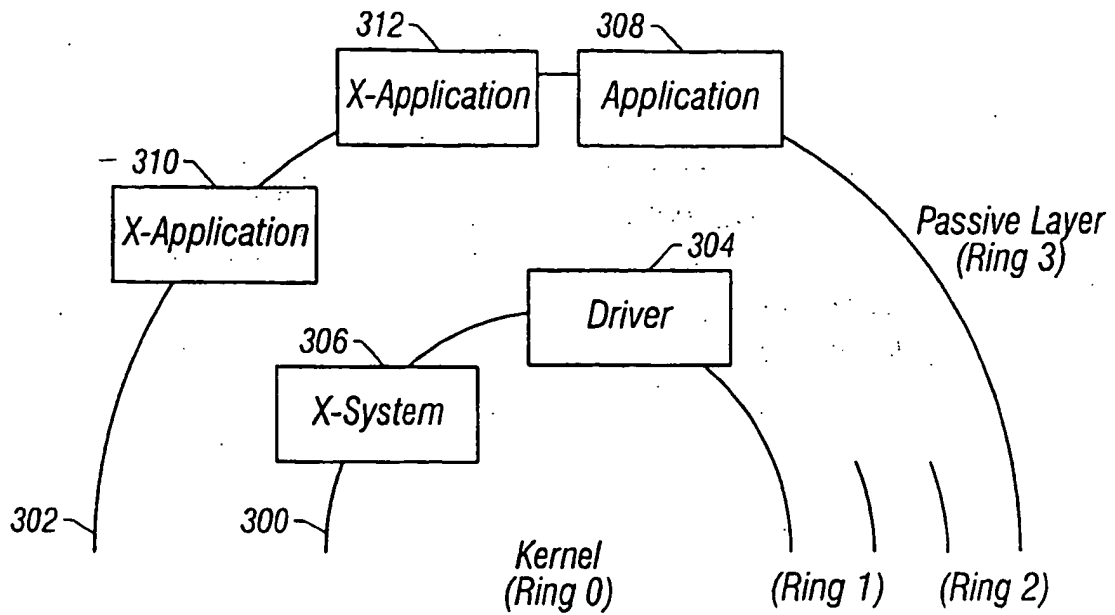 312
308
X-Application
Application
310
X-Application
Passive Layer
(Ring 3)
304
Driver
306
X-System
302
300
Kernel
(Ring 0)
(Ring 1)
(Ring 2)